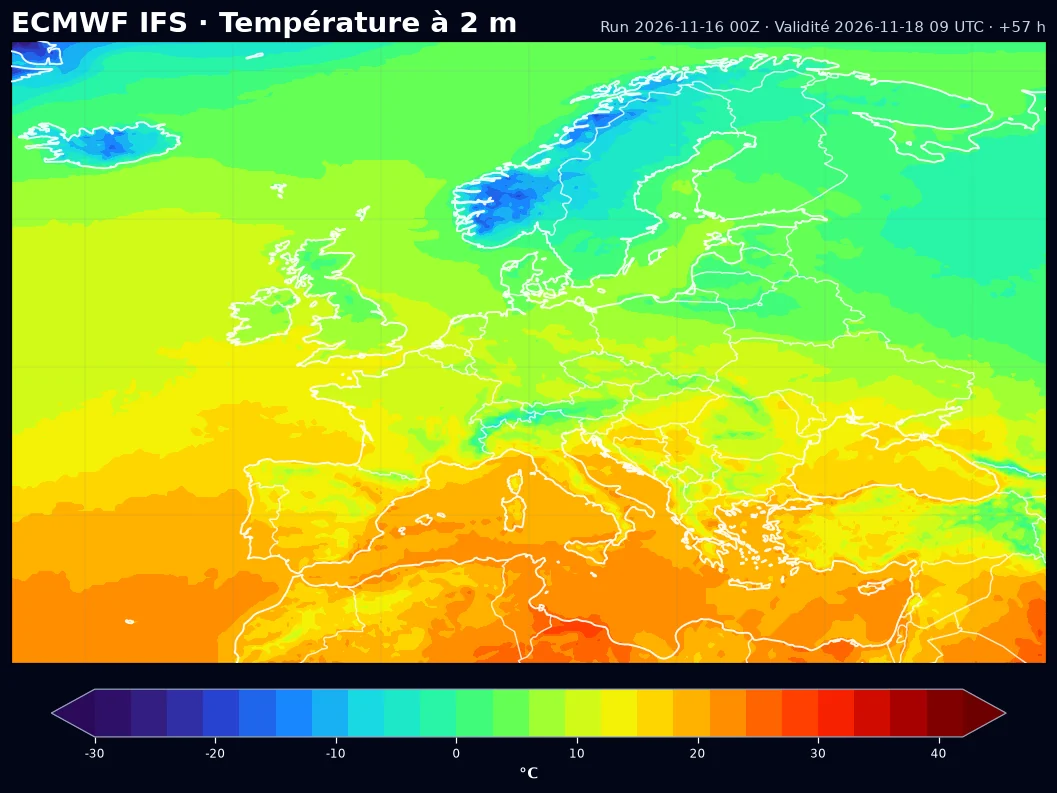 ECMWF IFS · Température à 2 m
Run 2026-11-16 00Z · Validité 2026-11-18 09 UTC · +57 h
-30 -20 -10 0 10 20 30 40
°C